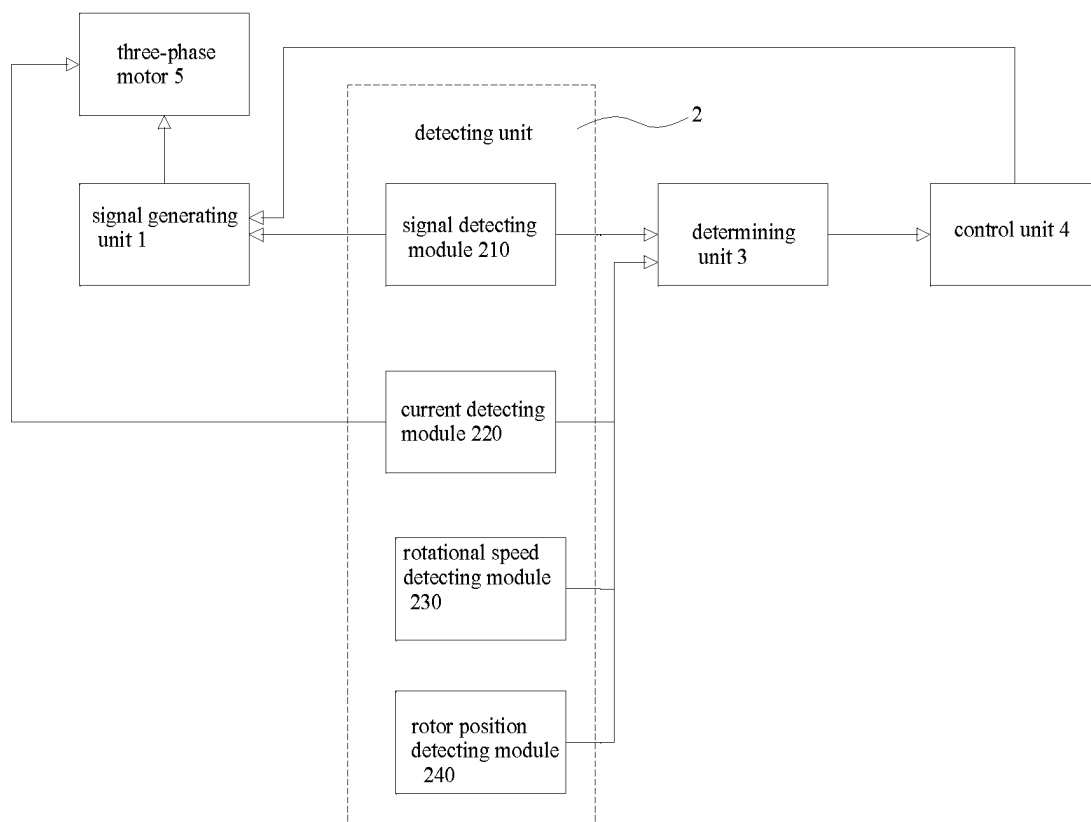 three-phase
motor 5
detecting unit
2
signal generating
unit 1
signal detecting
module 210
determining
unit 3
control unit 4
current detecting
module 220
rotational speed
detecting module
230
rotor position
detecting module
240